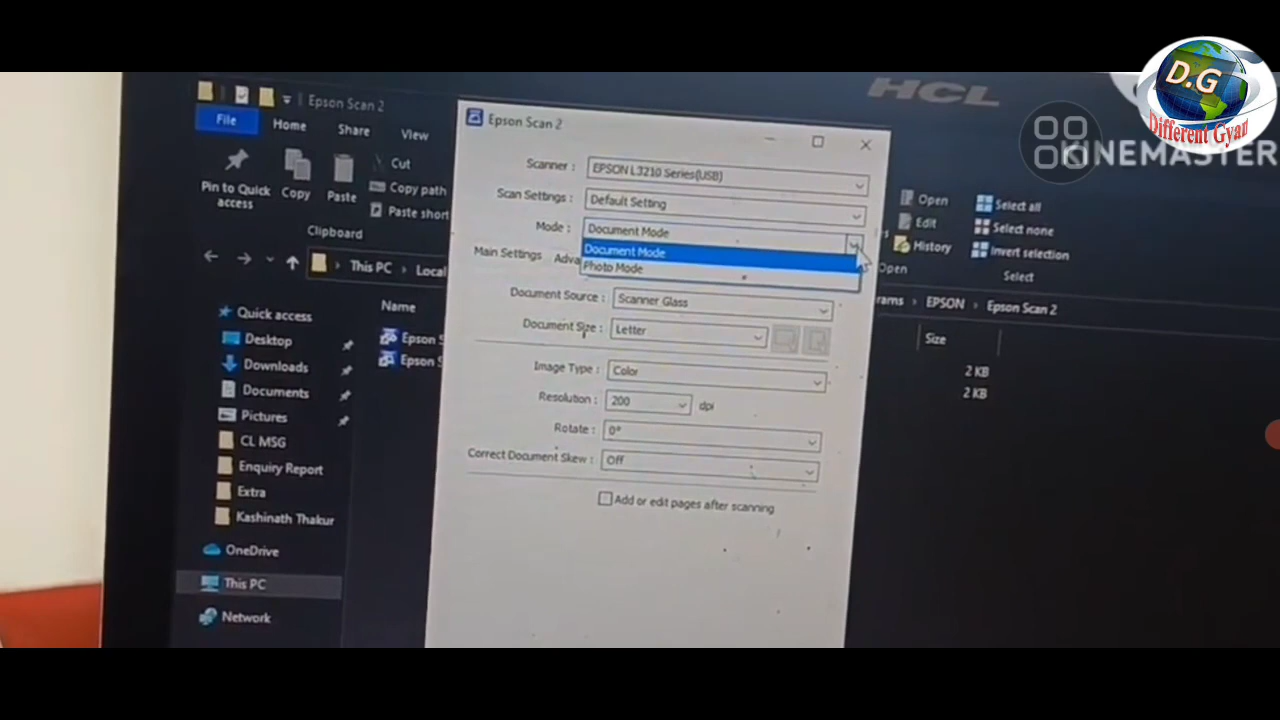 D.G
Different Gyan
KINEMASTER
HCL
Epson Scan 2
File
Home
Share
View
Pin to Quick
access
Copy
Paste
Cut
Copy path
Paste short
Clipboard
Open
Edit
History
Open
Select all
Select none
Invert selection
Select
This PC
Local
rams
EPSON
Epson Scan 2
Name
Size
Epson S
2 KB
Epson S
2 KB
Quick access
Desktop
Downloads
Documents
Pictures
CL MSG
Enquiry Report
Extra
Kashinath Thakur
OneDrive
This PC
Network
Epson Scan 2
Scanner : EPSON L3210 Series(USB)
Scan Settings : Default Setting
Mode : Document Mode
Document Mode
Photo Mode
Main Settings Adva
Document Source : Scanner Glass
Document Size : Letter
Image Type : Color
Resolution : 200 dpi
Rotate : 0°
Correct Document Skew : Off
Add or edit pages after scanning